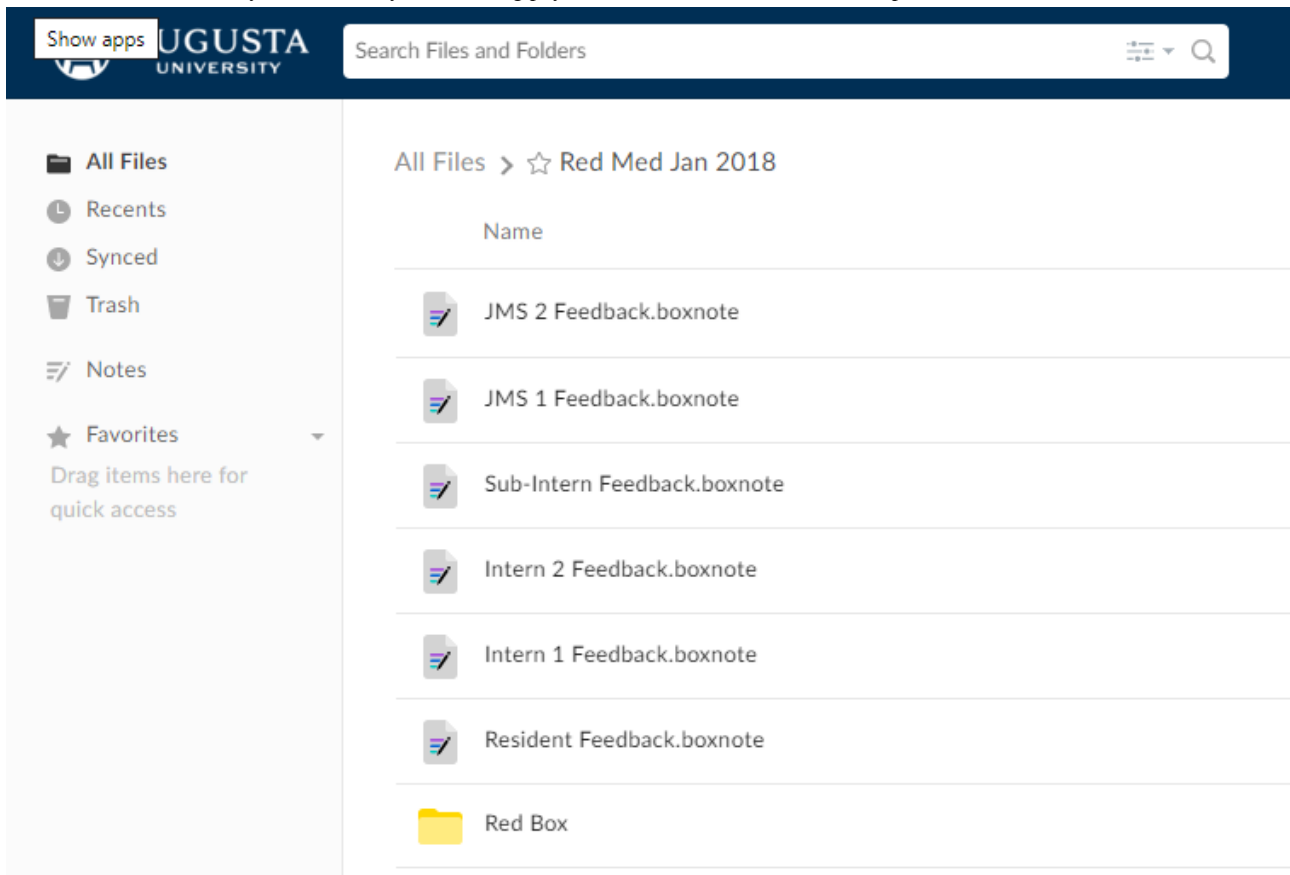 Show apps UGUSTA
UNIVERSITY
Search Files and Folders
All Files
Recents
Synced
Trash
Notes
Favorites
Drag items here for
quick access
All Files > ☆ Red Med Jan 2018
Name
JMS 2 Feedback.boxnote
JMS 1 Feedback.boxnote
Sub-Intern Feedback.boxnote
Intern 2 Feedback.boxnote
Intern 1 Feedback.boxnote
Resident Feedback.boxnote
Red Box